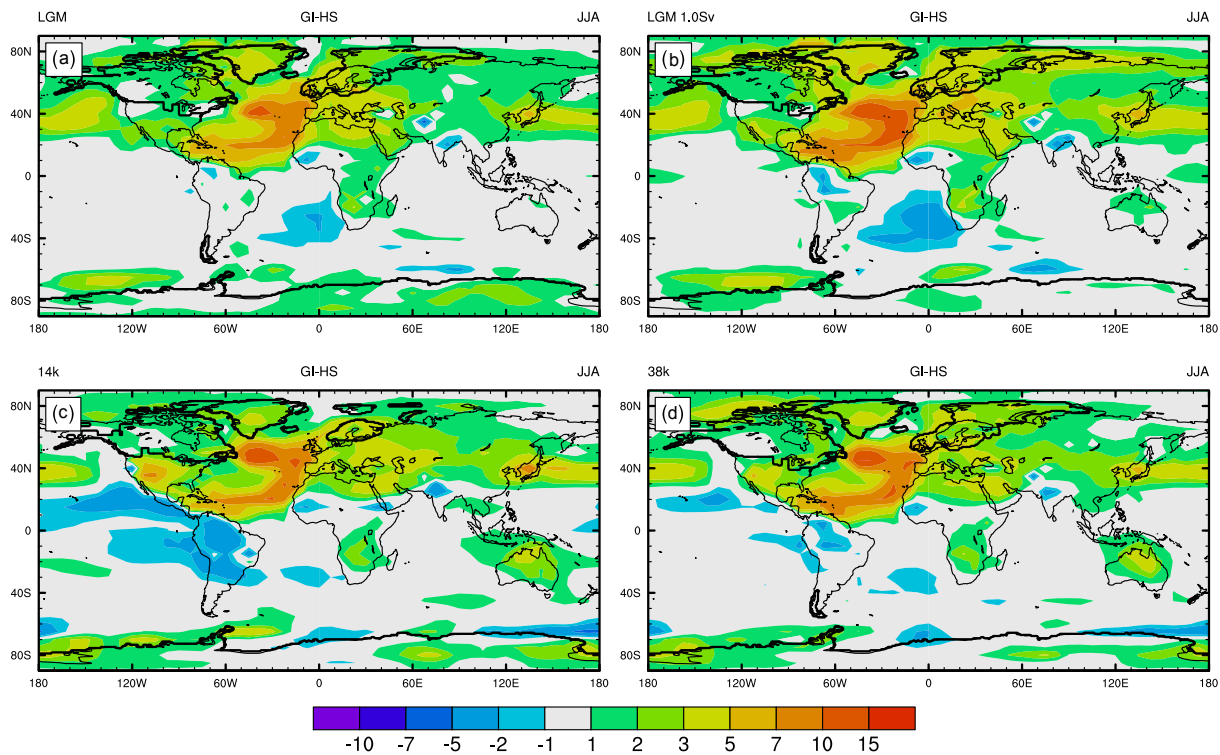 LGM GI-HS JJA LGM 1.0Sv GI-HS JJA
(a) (b)
80N 80N
40N 40N
0 0
40S 40S
80S 80S
180 120W 60W 0 60E 120E 180 180 120W 60W 0 60E 120E 180
14k GI-HS JJA 38k GI-HS JJA
(c) (d)
80N 80N
40N 40N
0 0
40S 40S
80S 80S
180 120W 60W 0 60E 120E 180 180 120W 60W 0 60E 120E 180
-10 -7 -5 -2 -1 1 2 3 5 7 10 15